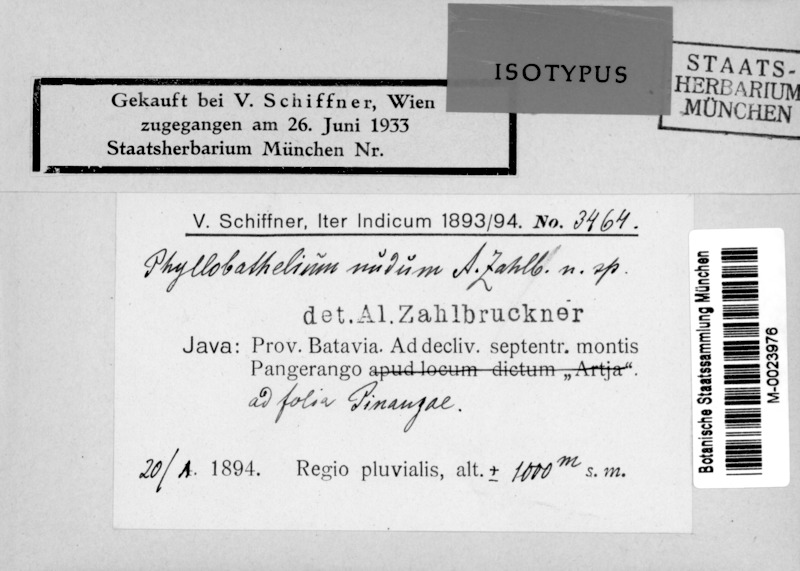 ISOTYPUS
STAATS-
HERBARIUM
MÜNCHEN
Gekauft bei V. Schiffner, Wien
zugegangen am 26. Juni 1933
Staatsherbarium München Nr.
V. Schiffner, Iter Indicum 1893/94. No. 3464.
Phyllobathelium nudum A. Zahlb. n. sp.
det.Al.Zahlbruckner
Java: Prov. Batavia. Ad decliv. septentr. montis
Pangerango apud locum dictum „Artja“.
ad folia Pinangae.
20/ 1894. Regio pluvialis, alt. ± 1000 m s. m.
Botanische Staatssammlung München
M-0023976